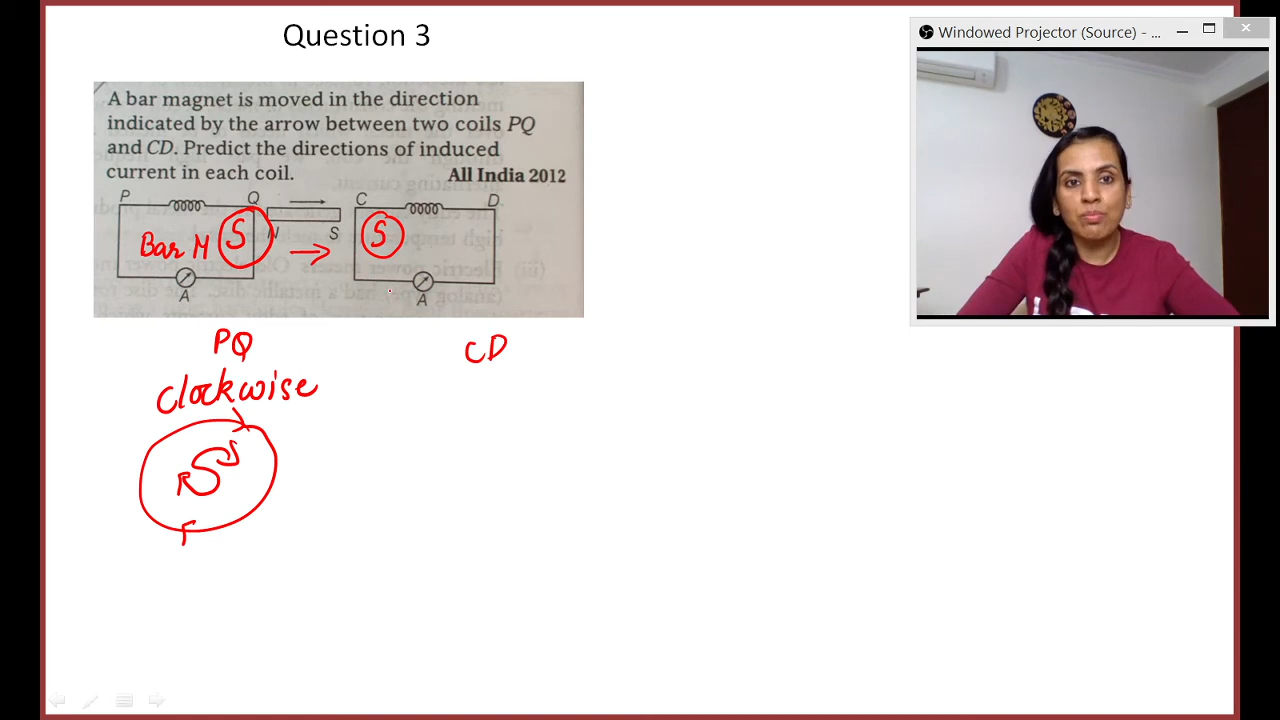 Question 3
Windowed Projector (Source) - ...
A bar magnet is moved in the direction
indicated by the arrow between two coils PQ
and CD. Predict the directions of induced
current in each coil. All India 2012
P Q C D
Bar M S N S S
A A
PQ CD
clockwise
S